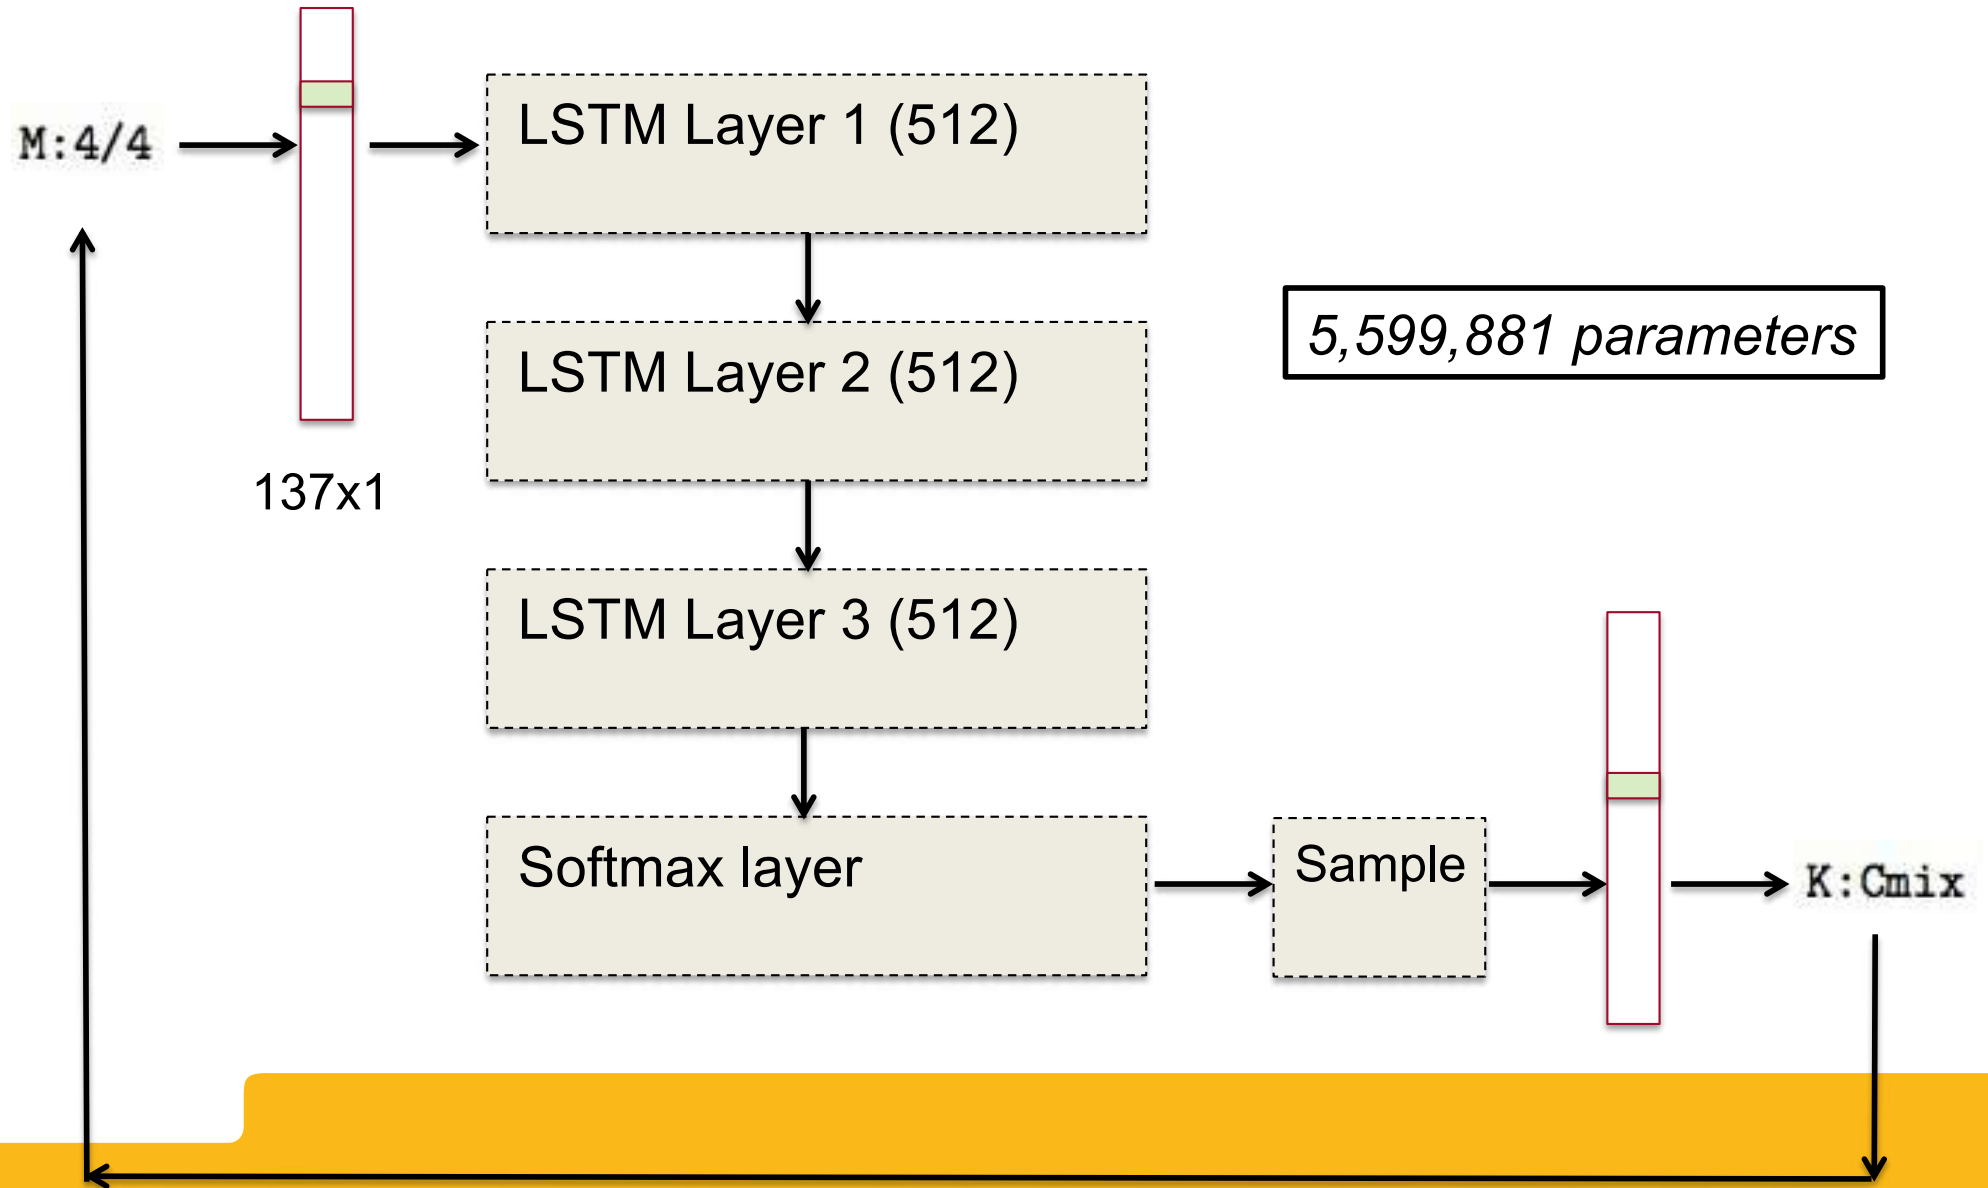 M:4/4
137x1
LSTM Layer 1 (512)
LSTM Layer 2 (512)
LSTM Layer 3 (512)
Softmax layer
5,599,881 parameters
Sample
K:Cmix